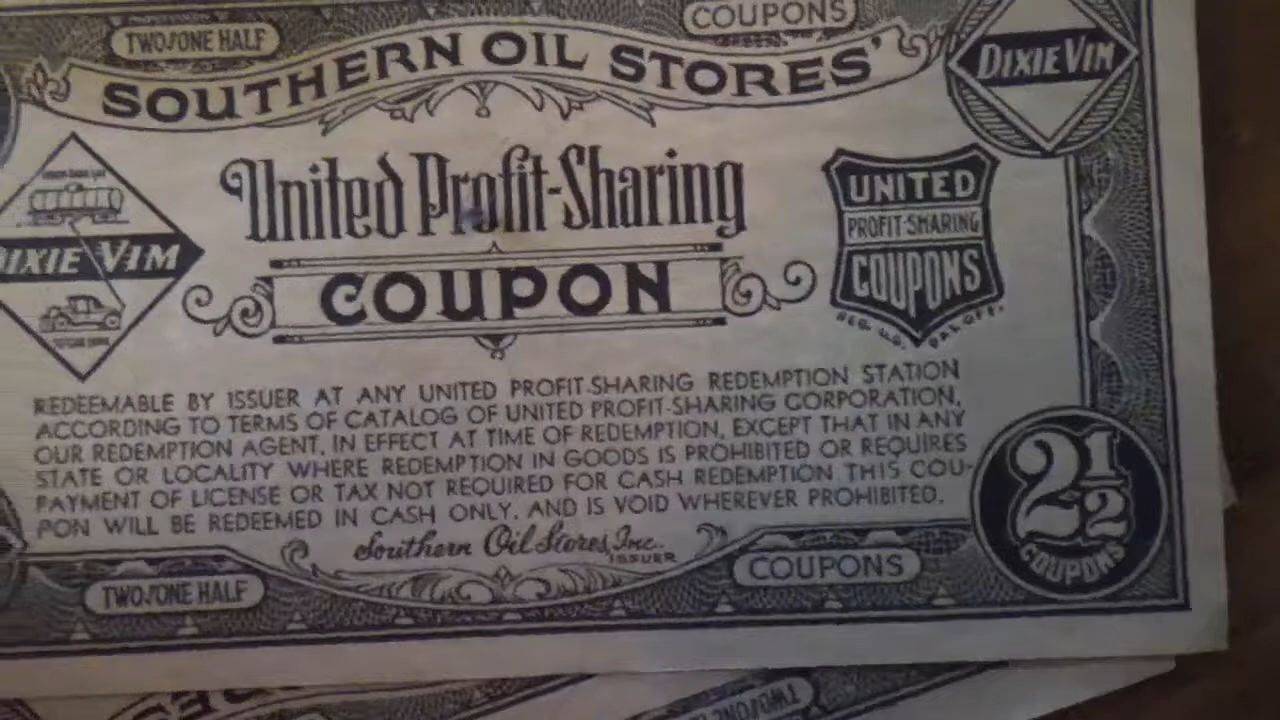 TWO/ONE HALF
COUPONS
SOUTHERN OIL STORES'
DIXIE VIM
United Profit-Sharing
COUPON
DIXIE VIM
UNITED
PROFIT-SHARING
COUPONS
REG. U.S. PAT. OFF.
REDEEMABLE BY ISSUER AT ANY UNITED PROFIT-SHARING REDEMPTION STATION
ACCORDING TO TERMS OF CATALOG OF UNITED PROFIT-SHARING CORPORATION,
OUR REDEMPTION AGENT, IN EFFECT AT TIME OF REDEMPTION, EXCEPT THAT IN ANY
STATE OR LOCALITY WHERE REDEMPTION IN GOODS IS PROHIBITED OR REQUIRES
PAYMENT OF LICENSE OR TAX NOT REQUIRED FOR CASH REDEMPTION THIS COU-
PON WILL BE REDEEMED IN CASH ONLY, AND IS VOID WHEREVER PROHIBITED.
Southern Oil Stores, Inc.
ISSUER
2 1/2
COUPONS
TWO/ONE HALF
COUPONS